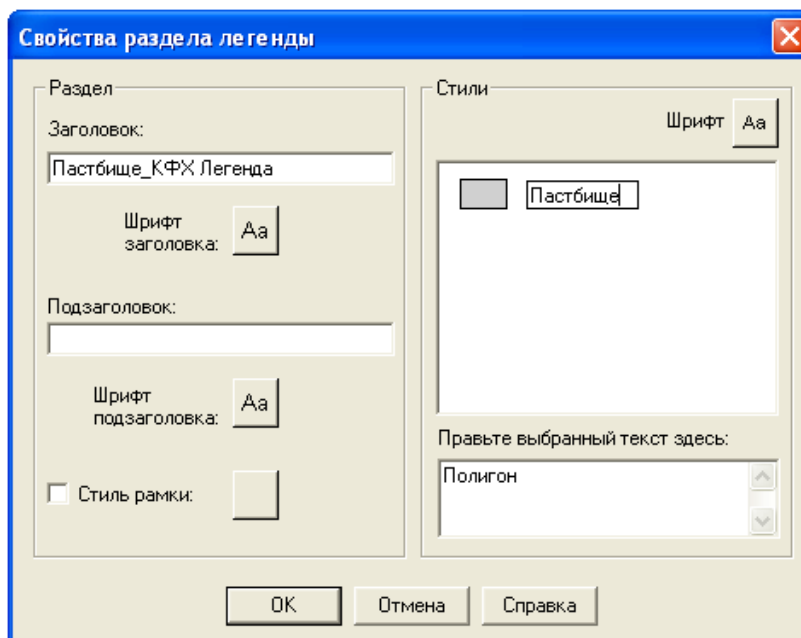 Свойства раздела легенды
Раздел
Заголовок:
Пастбище_КФХ Легенда
Шрифт
заголовка:
Aa
Подзаголовок:
Шрифт
подзаголовка:
Aa
Стиль рамки:
Стили
Шрифт
Aa
Пастбище
Правьте выбранный текст здесь:
Полигон
OK
Отмена
Справка